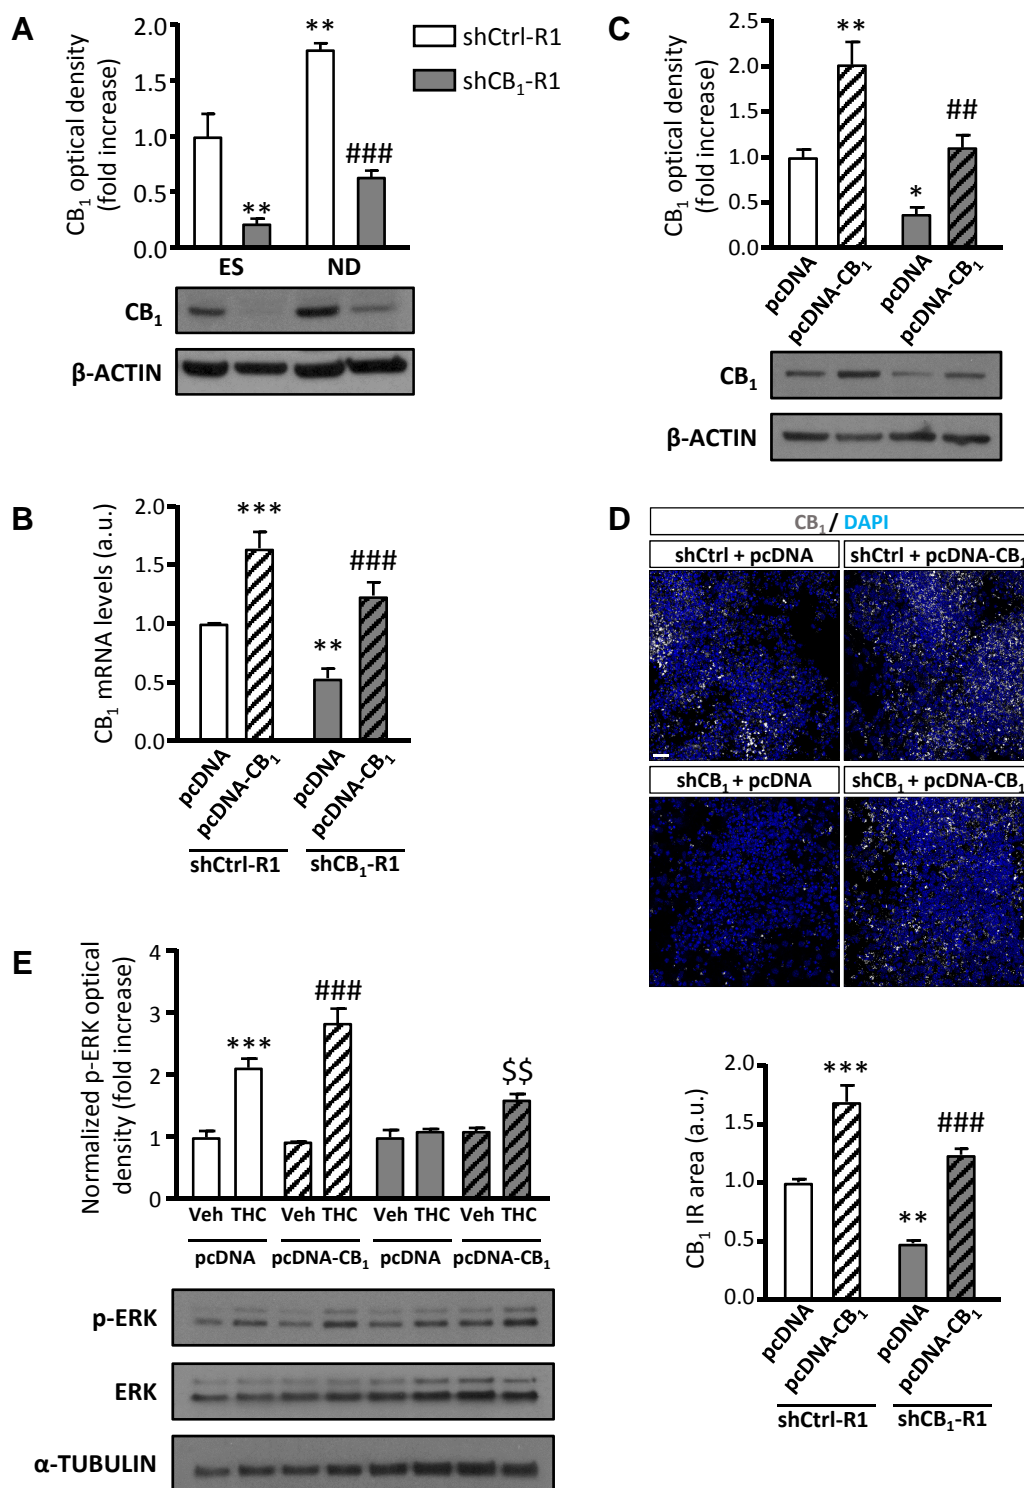 A
CB₁ optical density
(fold increase)
2.0
1.5
1.0
0.5
0.0
**
**
###
ES
ND
shCtrl-R1
shCB₁-R1
CB₁
β-ACTIN
C
CB₁ optical density
(fold increase)
2.5
2.0
1.5
1.0
0.5
0.0
**
*
##
pcDNA
pcDNA-CB₁
pcDNA
pcDNA-CB₁
CB₁
β-ACTIN
B
CB₁ mRNA levels (a.u.)
2.0
1.5
1.0
0.5
0.0
***
**
###
pcDNA
pcDNA-CB₁
pcDNA
pcDNA-CB₁
shCtrl-R1
shCB₁-R1
D
CB₁ / DAPI
shCtrl + pcDNA
shCtrl + pcDNA-CB₁
shCB₁ + pcDNA
shCB₁ + pcDNA-CB₁
CB₁ IR area (a.u.)
2.0
1.5
1.0
0.5
0.0
***
**
###
pcDNA
pcDNA-CB₁
pcDNA
pcDNA-CB₁
shCtrl-R1
shCB₁-R1
E
Normalized p-ERK optical
density (fold increase)
4
3
2
1
0
***
###
$$
Veh THC Veh THC Veh THC Veh THC
pcDNA pcDNA-CB₁ pcDNA pcDNA-CB₁
p-ERK
ERK
α-TUBULIN